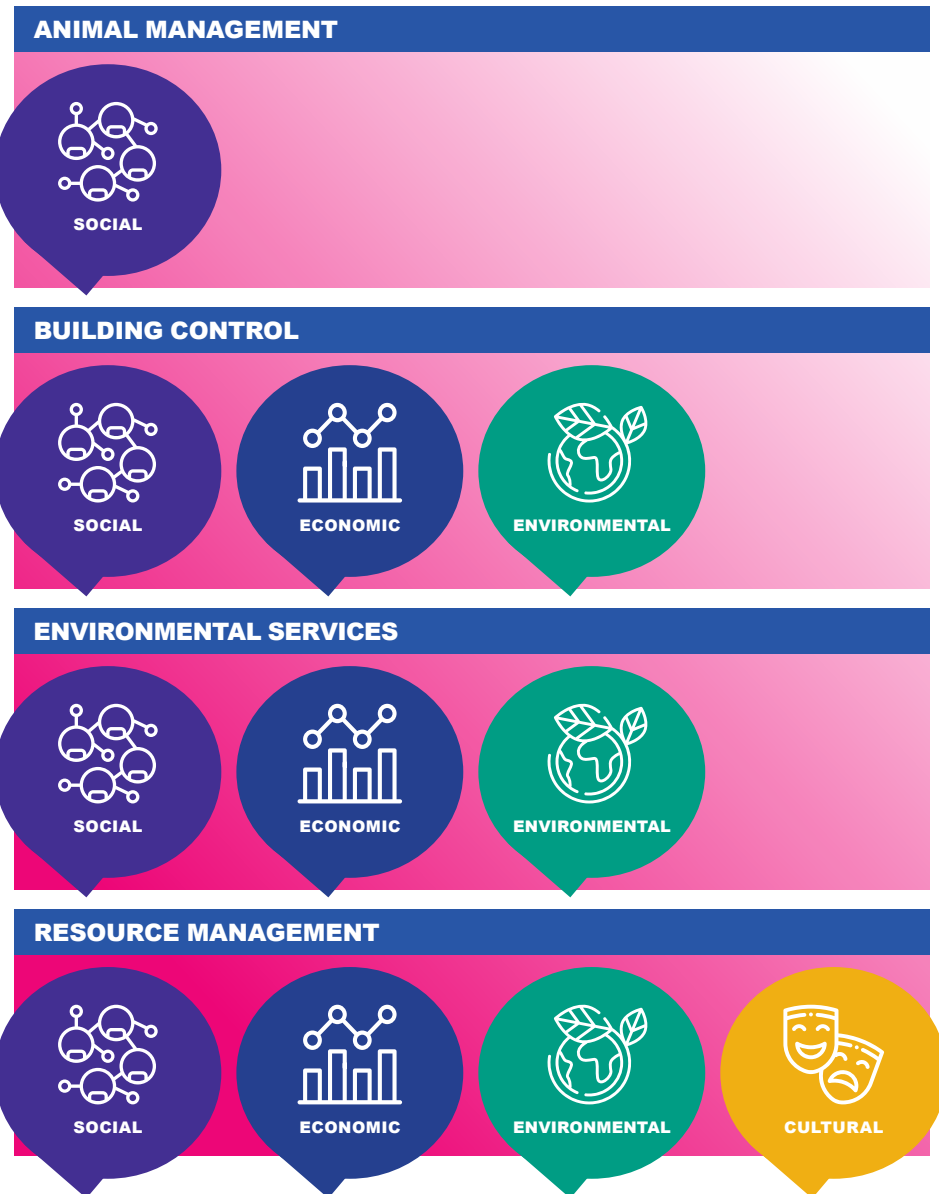 ANIMAL MANAGEMENT
SOCIAL
BUILDING CONTROL
SOCIAL
ECONOMIC
ENVIRONMENTAL
ENVIRONMENTAL SERVICES
SOCIAL
ECONOMIC
ENVIRONMENTAL
RESOURCE MANAGEMENT
SOCIAL
ECONOMIC
ENVIRONMENTAL
CULTURAL